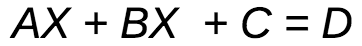 AX + BX + C = D